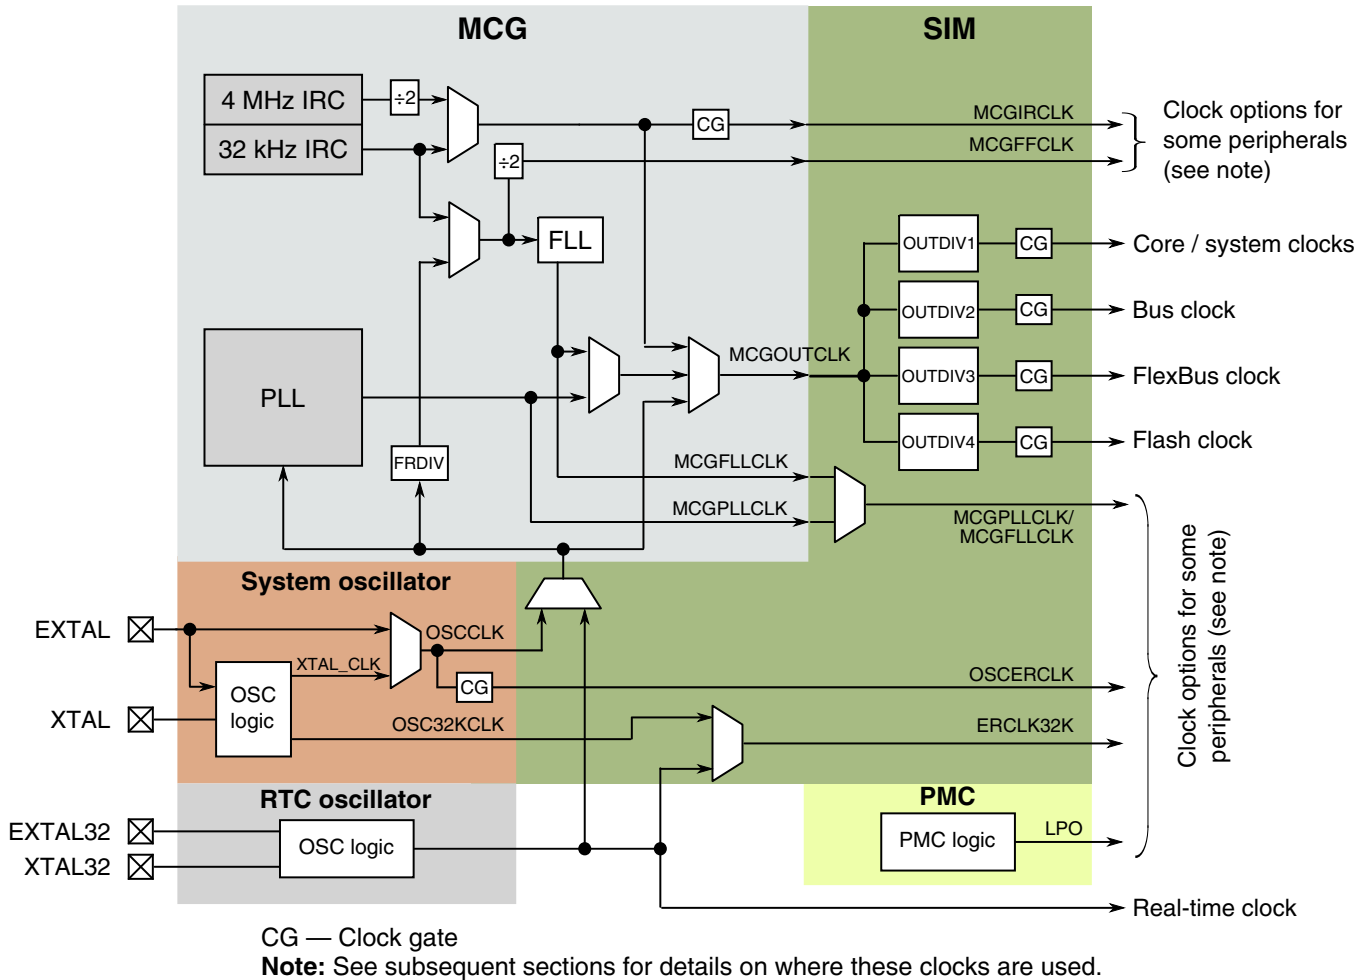 MCG
SIM
4 MHz IRC
÷2
32 kHz IRC
CG
MCGIRCLK
÷2
MCGFFCLK
Clock options for
some peripherals
(see note)
FLL
OUTDIV1
CG
Core / system clocks
OUTDIV2
CG
Bus clock
PLL
MCGOUTCLK
OUTDIV3
CG
FlexBus clock
OUTDIV4
CG
Flash clock
FRDIV
MCGFLLCLK
MCGPLLCLK
MCGPLLCLK/
MCGFLLCLK
Clock options for some
peripherals (see note)
System oscillator
EXTAL
OSCCLK
XTAL_CLK
OSC
logic
CG
OSCERCLK
XTAL
OSC32KCLK
ERCLK32K
RTC oscillator
PMC
EXTAL32
XTAL32
OSC logic
PMC logic
LPO
Real-time clock
CG — Clock gate
Note: See subsequent sections for details on where these clocks are used.